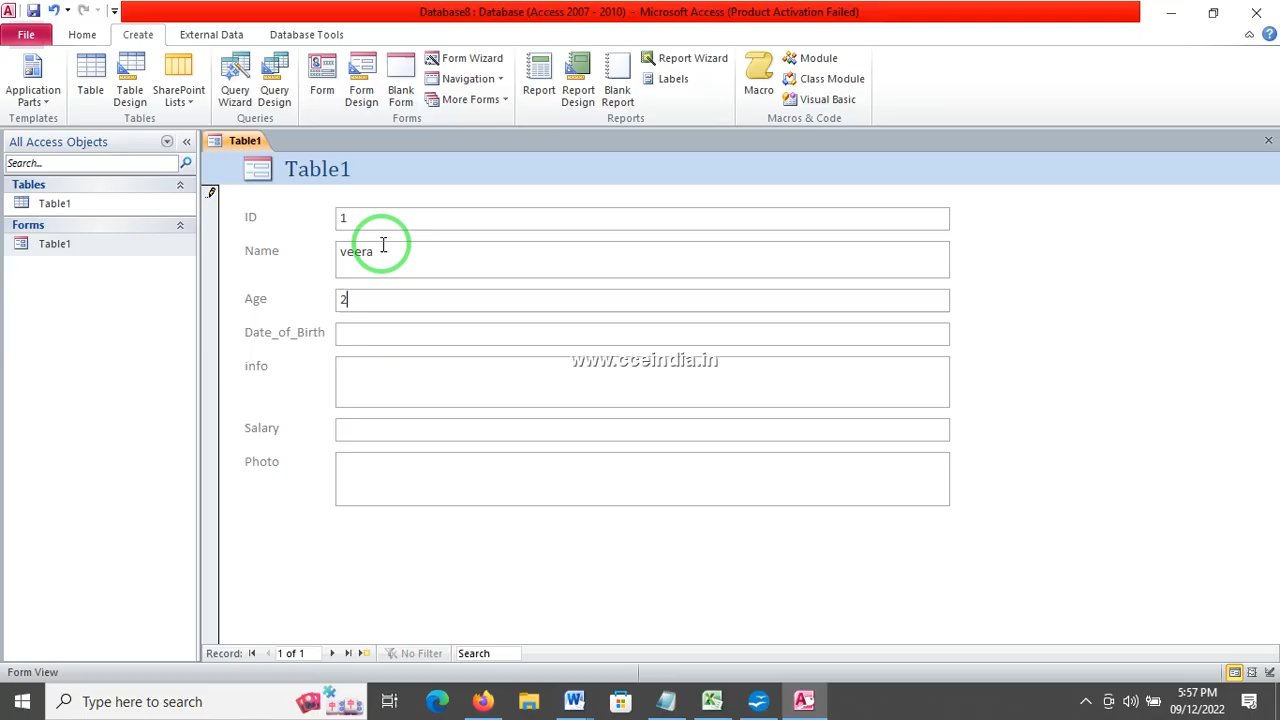 Database8 : Database (Access 2007 - 2010) - Microsoft Access (Product Activation Failed)
File Home Create External Data Database Tools
Application Parts
Table
Table Design
SharePoint Lists
Query Wizard
Query Design
Form
Form Design
Blank Form
Form Wizard
Navigation
More Forms
Report
Report Design
Blank Report
Report Wizard
Labels
Macro
Module
Class Module
Visual Basic
Templates Tables Queries Forms Reports Macros & Code
All Access Objects
Search...
Tables
Table1
Forms
Table1
Table1
Table1
ID 1
Name veera
Age 2
Date_of_Birth
info
www.cceindia.in
Salary
Photo
Record: 1 of 1 No Filter Search
Form View
Type here to search
5:57 PM
09/12/2022